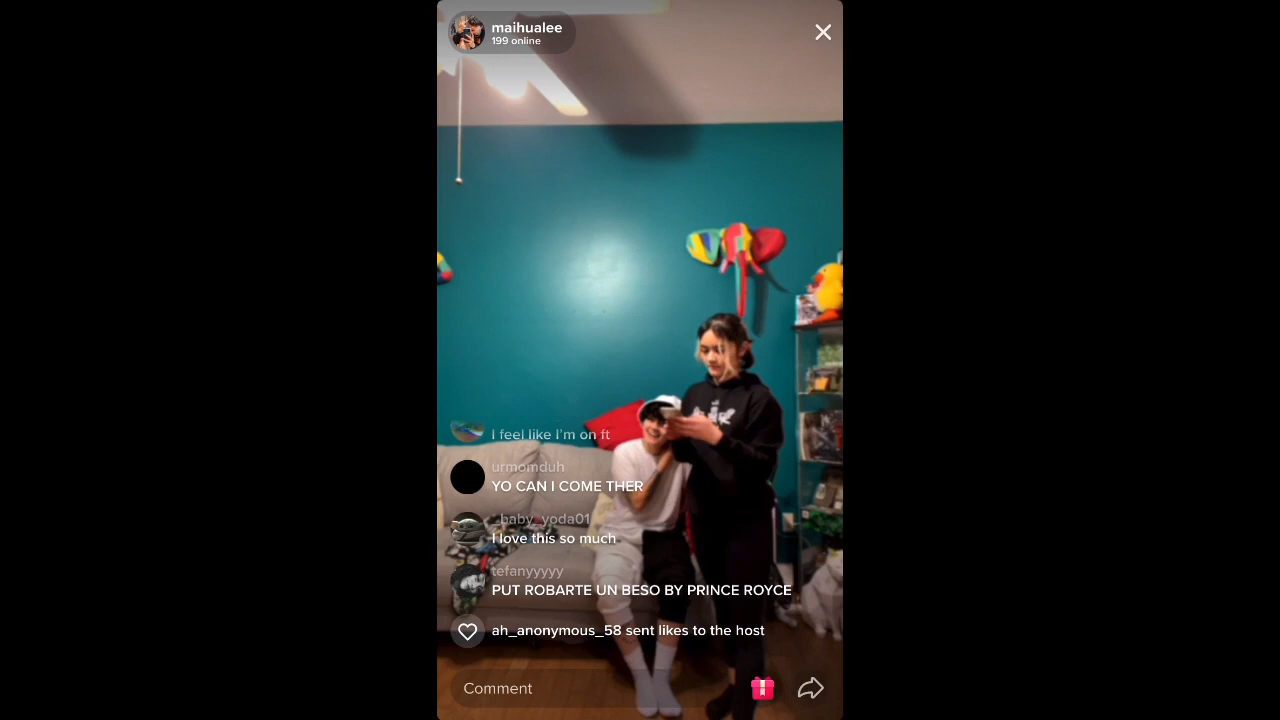 maihualee
199 online
I feel like I'm on ft
urmomduh
YO CAN I COME THER
_baby_yoda01
I love this so much
tefanyyyyy
PUT ROBARTE UN BESO BY PRINCE ROYCE
ah_anonymous_58 sent likes to the host
Comment